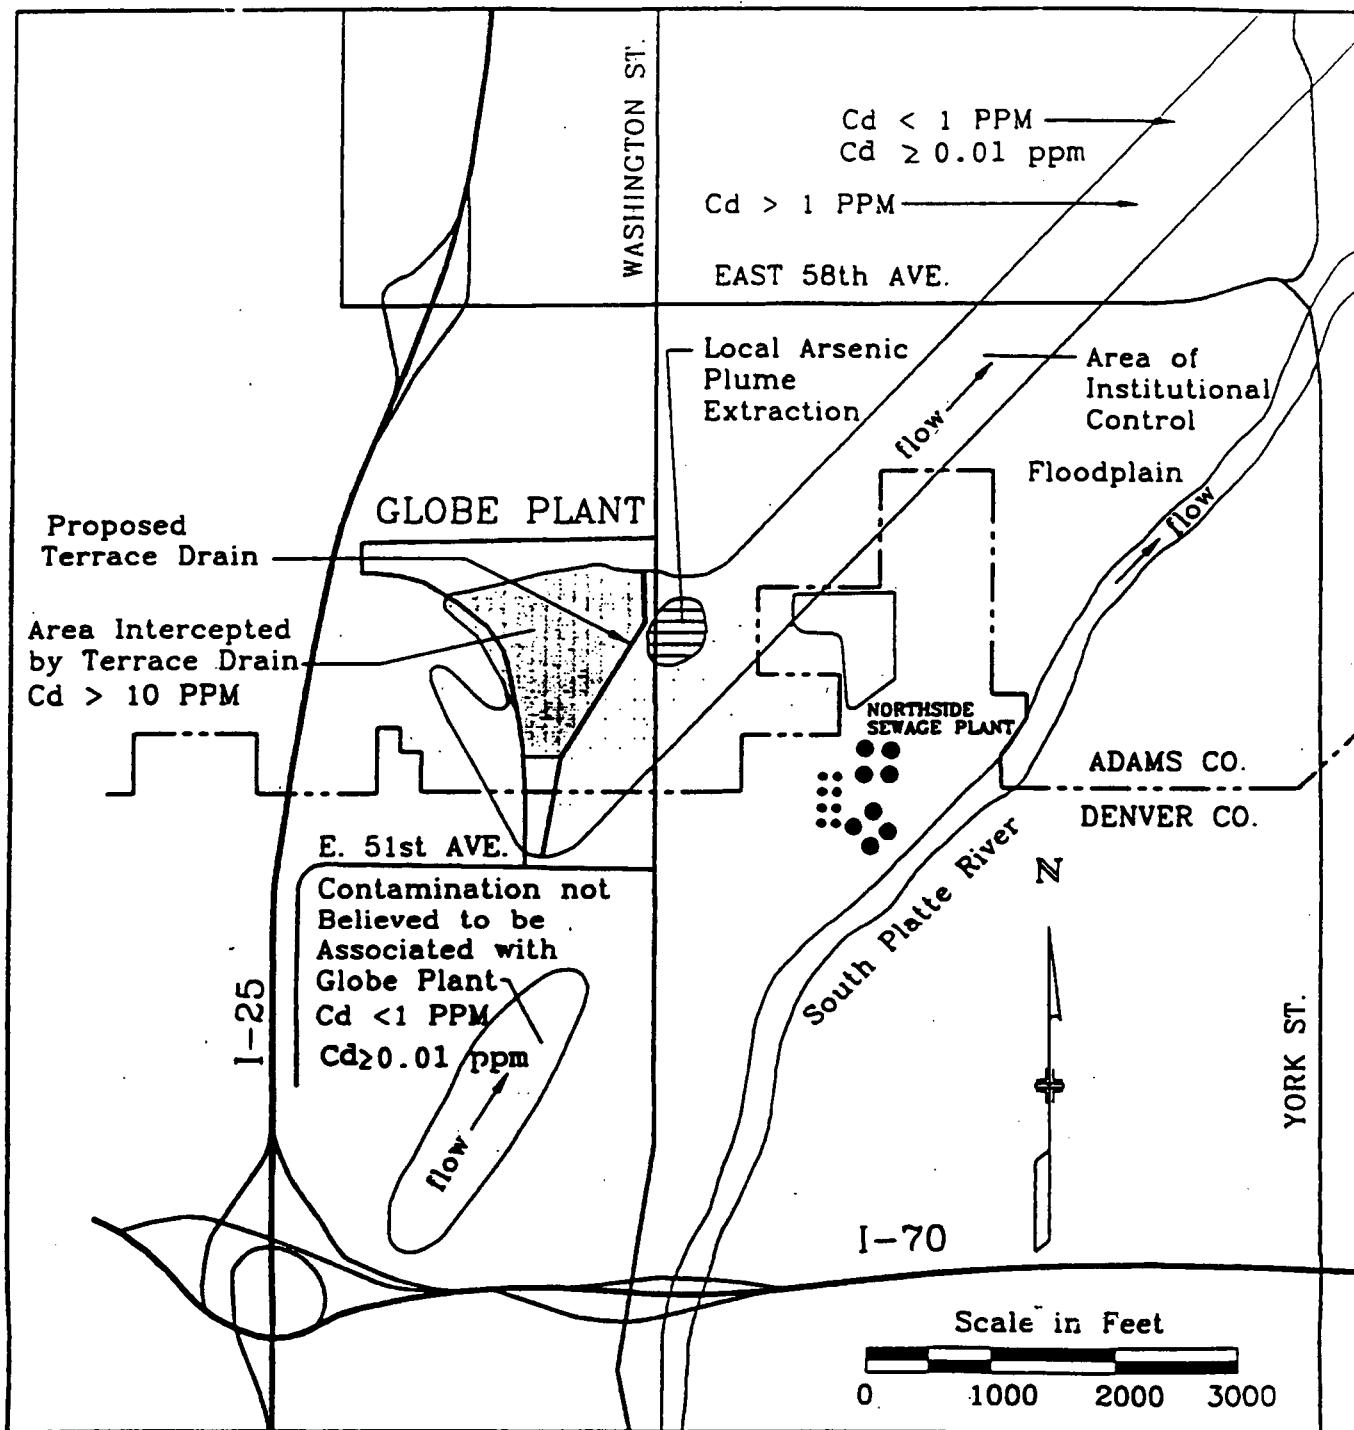 WASHINGTON ST.
Cd < 1 PPM
Cd ≥ 0.01 ppm
Cd > 1 PPM
EAST 58th AVE.
Local Arsenic
Plume
Extraction
Area of
Institutional
Control
flow
Floodplain
flow
GLOBE PLANT
Proposed
Terrace Drain
Area Intercepted
by Terrace Drain
Cd > 10 PPM
NORTHSIDE
SEWAGE PLANT
ADAMS CO.
DENVER CO.
E. 51st AVE.
Contamination not
Believed to be
Associated with
Globe Plant
Cd <1 PPM
Cd≥0.01 ppm
flow
I-25
South Platte River
N
YORK ST.
I-70
Scale in Feet
0 1000 2000 3000